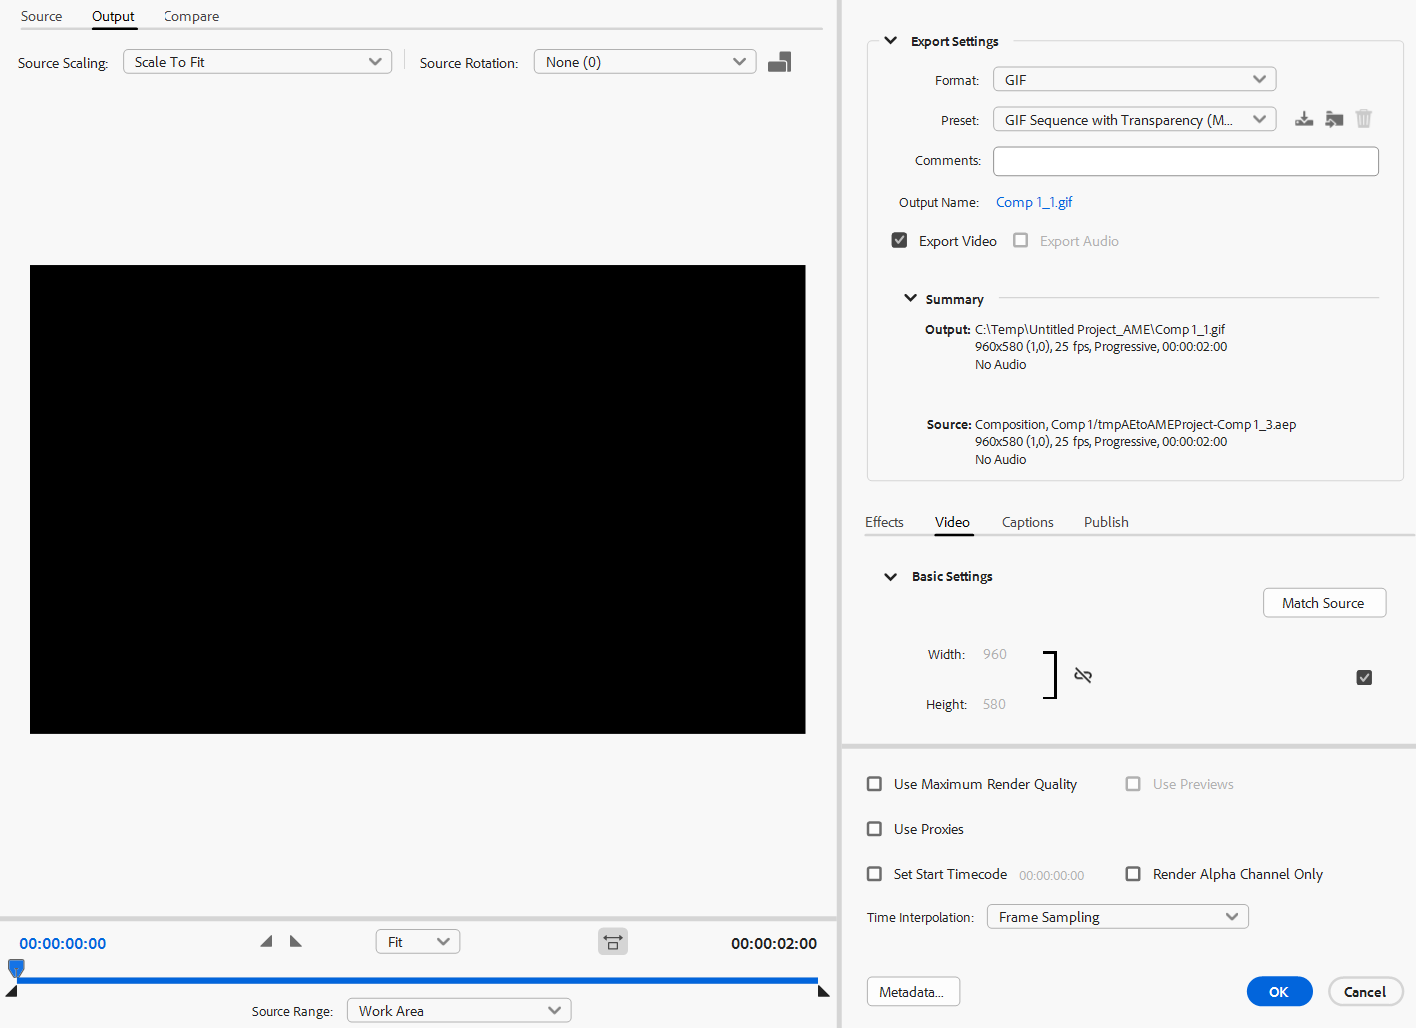 Source Output Compare
Source Scaling: Scale To Fit Source Rotation: None (0)
00:00:00:00 Fit 00:00:02:00
Source Range: Work Area
Export Settings
Format: GIF
Preset: GIF Sequence with Transparency (M...
Comments:
Output Name: Comp 1_1.gif
Export Video Export Audio
Summary
Output: C:\Temp\Untitled Project_AME\Comp 1_1.gif
960x580 (1,0), 25 fps, Progressive, 00:00:02:00
No Audio
Source: Composition, Comp 1/tmpAEtoAMEProject-Comp 1_3.aep
960x580 (1,0), 25 fps, Progressive, 00:00:02:00
No Audio
Effects Video Captions Publish
Basic Settings
Match Source
Width: 960
Height: 580
Use Maximum Render Quality Use Previews
Use Proxies
Set Start Timecode 00:00:00:00 Render Alpha Channel Only
Time Interpolation: Frame Sampling
Metadata... OK Cancel